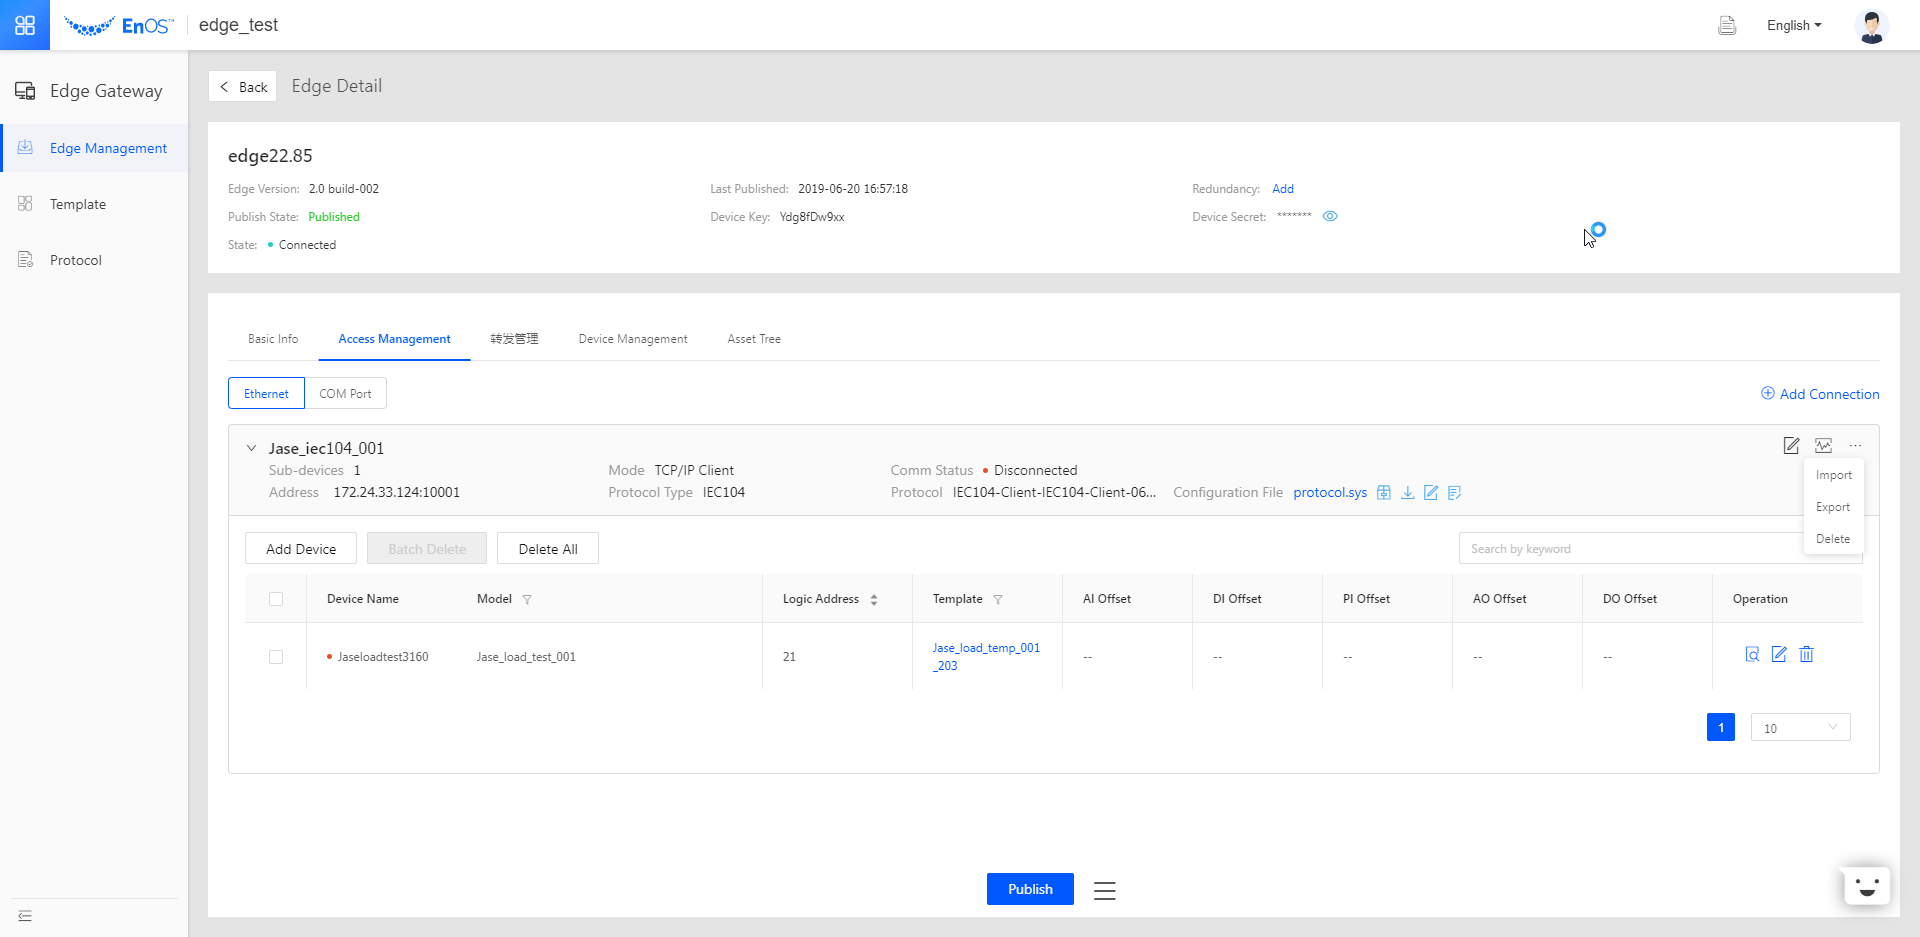 EnOS™
edge_test
English
Edge Gateway
Edge Management
Template
Protocol
Back
Edge Detail
edge22.85
Edge Version: 2.0 build-002
Last Published: 2019-06-20 16:57:18
Redundancy: Add
Publish State: Published
Device Key: Ydg8fDw9xx
Device Secret: *******
State: Connected
Basic Info
Access Management
转发管理
Device Management
Asset Tree
Ethernet
COM Port
Add Connection
Jase_iec104_001
Sub-devices 1
Mode TCP/IP Client
Comm Status Disconnected
Address 172.24.33.124:10001
Protocol Type IEC104
Protocol IEC104-Client-IEC104-Client-06...
Configuration File protocol.sys
Import
Export
Delete
Add Device
Batch Delete
Delete All
Search by keyword
Device Name
Model
Logic Address
Template
AI Offset
DI Offset
PI Offset
AO Offset
DO Offset
Operation
Jaseloadtest3160
Jase_load_test_001
21
Jase_load_temp_001
_203
--
--
--
--
--
1
10
Publish